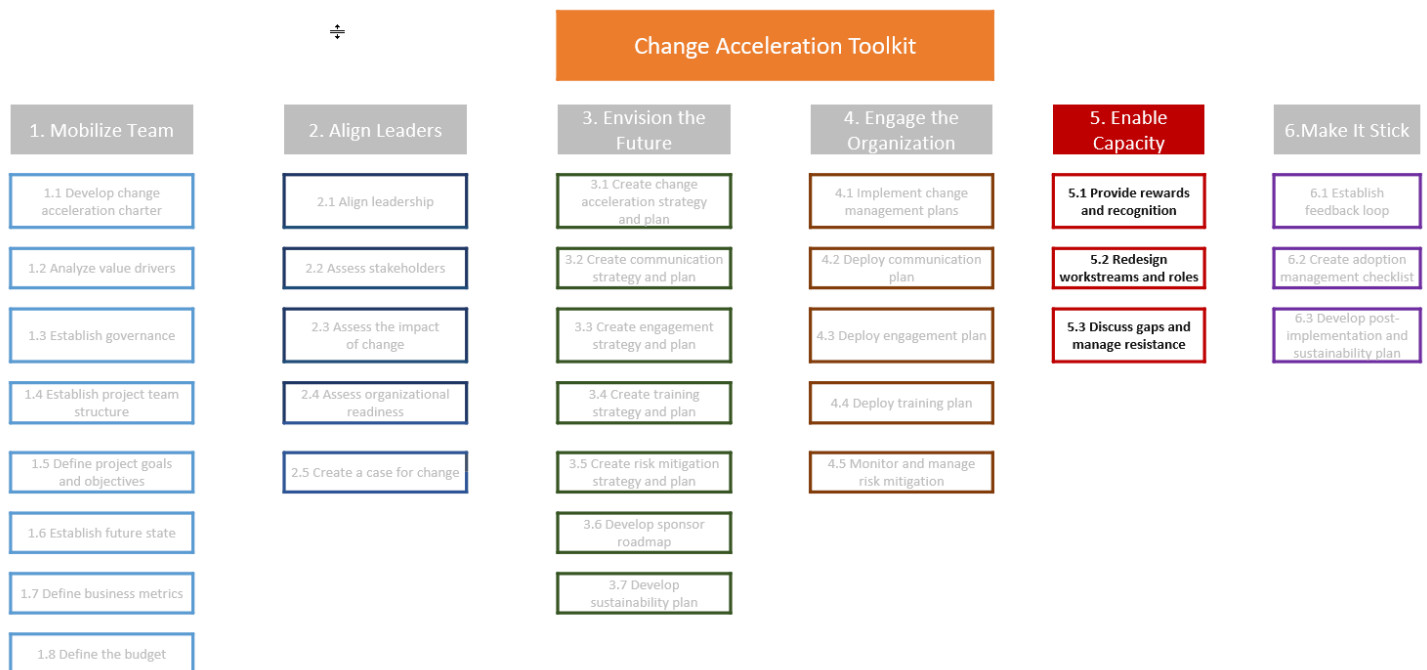 Change Acceleration Toolkit
1. Mobilize Team
1.1 Develop change
acceleration charter
1.2 Analyze value drivers
1.3 Establish governance
1.4 Establish project team
structure
1.5 Define project goals
and objectives
1.6 Establish future state
1.7 Define business metrics
1.8 Define the budget
2. Align Leaders
2.1 Align leadership
2.2 Assess stakeholders
2.3 Assess the impact
of change
2.4 Assess organizational
readiness
2.5 Create a case for change
3. Envision the
Future
3.1 Create change
acceleration strategy
and plan
3.2 Create communication
strategy and plan
3.3 Create engagement
strategy and plan
3.4 Create training
strategy and plan
3.5 Create risk mitigation
strategy and plan
3.6 Develop sponsor
roadmap
3.7 Develop
sustainability plan
4. Engage the
Organization
4.1 Implement change
management plans
4.2 Deploy communication
plan
4.3 Deploy engagement plan
4.4 Deploy training plan
4.5 Monitor and manage
risk mitigation
5. Enable
Capacity
5.1 Provide rewards
and recognition
5.2 Redesign
workstreams and roles
5.3 Discuss gaps and
manage resistance
6.Make It Stick
6.1 Establish
feedback loop
6.2 Create adoption
management checklist
6.3 Develop post-
implementation and
sustainability plan